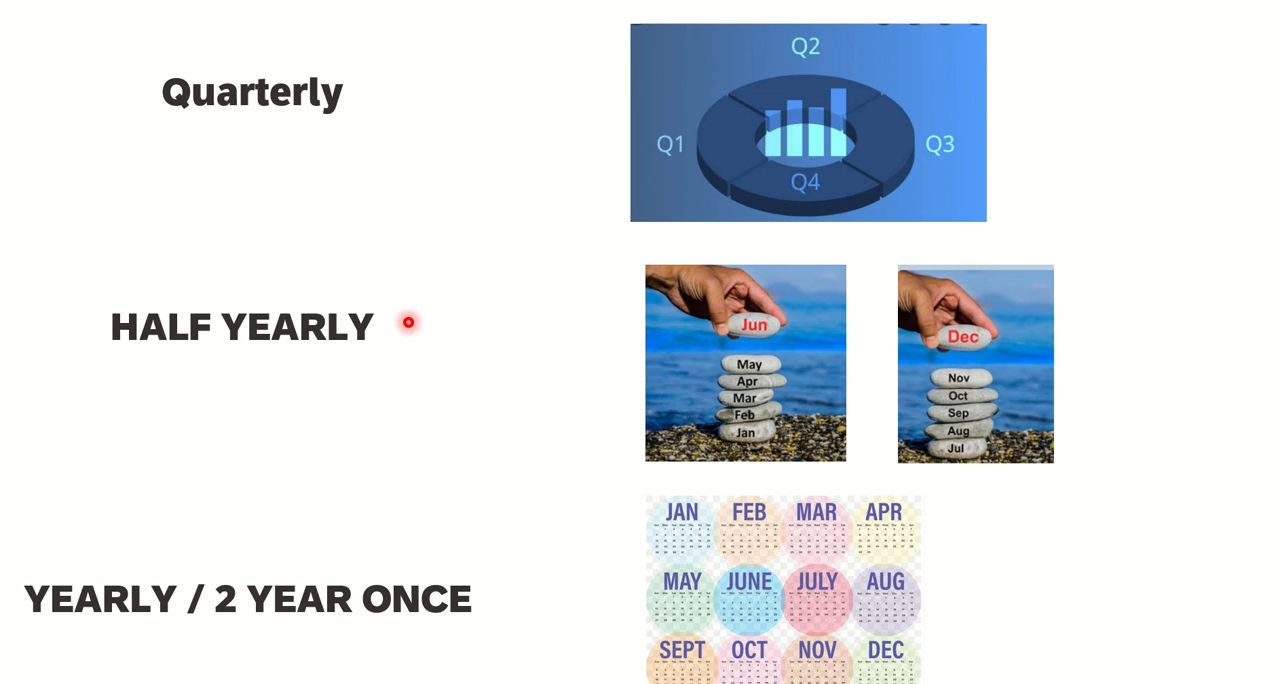 Quarterly
Q2
Q1
Q3
Q4
HALF YEARLY
Jun
May
Apr
Mar
Feb
Jan
Dec
Nov
Oct
Sep
Aug
Jul
YEARLY / 2 YEAR ONCE
JAN FEB MAR APR
MAY JUNE JULY AUG
SEPT OCT NOV DEC